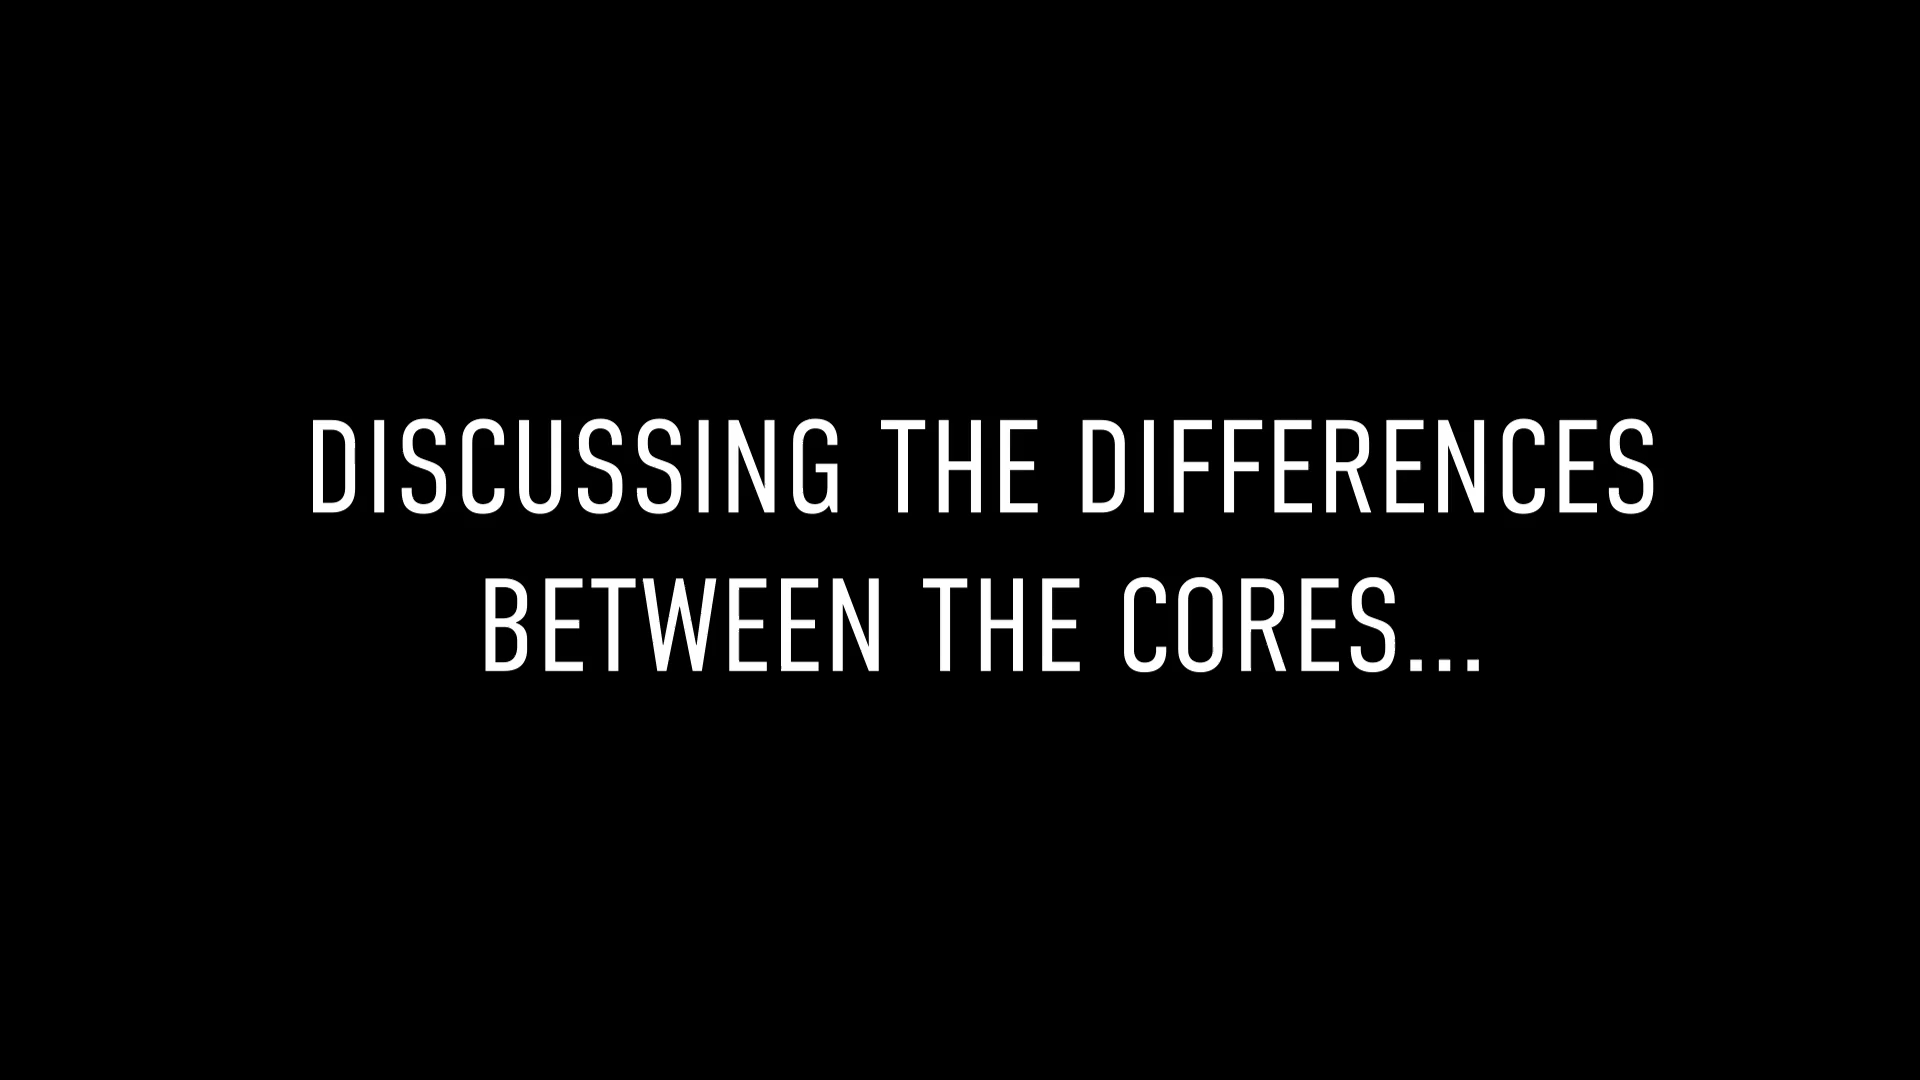 DISCUSSING THE DIFFERENCES
BETWEEN THE CORES...